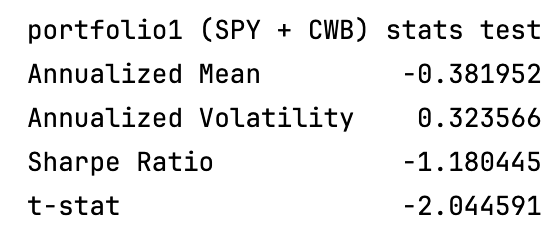 portfolio1 (SPY + CWB) stats test
Annualized Mean -0.381952
Annualized Volatility 0.323566
Sharpe Ratio -1.180445
t-stat -2.044591